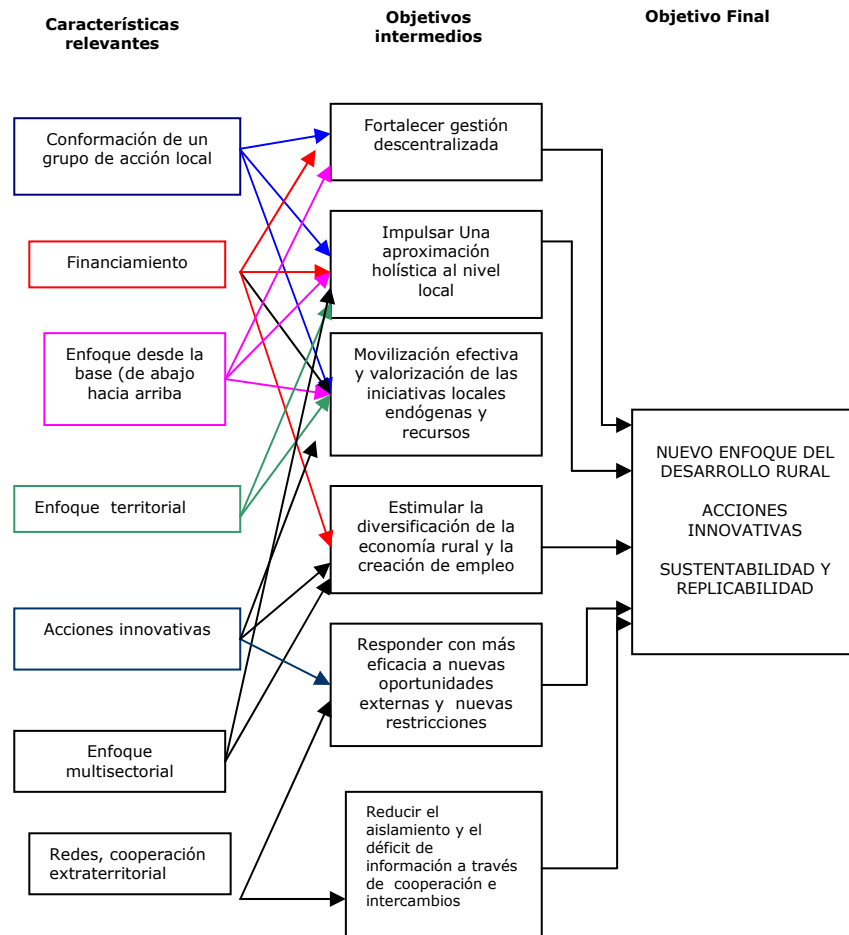 Características
relevantes
Objetivos
intermedios
Objetivo Final
Conformación de un
grupo de acción local
Financiamiento
Enfoque desde la
base (de abajo
hacia arriba
Enfoque territorial
Acciones innovativas
Enfoque
multisectorial
Redes, cooperación
extraterritorial
Fortalecer gestión
descentralizada
Impulsar Una
aproximación
holística al nivel
local
Movilización efectiva
y valorización de las
iniciativas locales
endógenas y
recursos
Estimular la
diversificación de la
economía rural y la
creación de empleo
Responder con más
eficacia a nuevas
oportunidades
externas y nuevas
restricciones
Reducir el
aislamiento y el
déficit de
información a través
de cooperación e
intercambios
NUEVO ENFOQUE DEL
DESARROLLO RURAL
ACCIONES
INNOVATIVAS
SUSTENTABILIDAD Y
REPLICABILIDAD